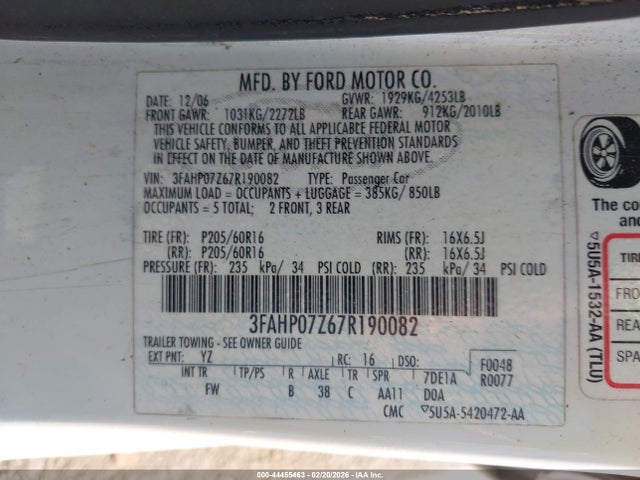 MFD. BY FORD MOTOR CO.
DATE: 12/06 GVWR: 1929KG/4253LB
FRONT GAWR: 1031KG/2272LB REAR GAWR: 912KG/2010LB
THIS VEHICLE CONFORMS TO ALL APPLICABLE FEDERAL MOTOR
VEHICLE SAFETY, BUMPER, AND THEFT PREVENTION STANDARDS
IN EFFECT ON THE DATE OF MANUFACTURE SHOWN ABOVE.
VIN: 3FAHP07Z67R190082 TYPE: Passenger Car
MAXIMUM LOAD = OCCUPANTS + LUGGAGE = 385KG/ 850LB
OCCUPANTS = 5 TOTAL; 2 FRONT, 3 REAR
TIRE (FR): P205/60R16 RIMS (FR): 16X6.5J
(RR): P205/60R16 (RR): 16X6.5J
PRESSURE (FR): 235 kPa/ 34 PSI COLD (RR): 235 kPa/ 34 PSI COLD
3FAHP07Z67R190082
TRAILER TOWING - SEE OWNER GUIDE
EXT PNT: YZ RC: 16 DSO: F0048
R0077
INT TR TP/PS R AXLE TR SPR 7DE1A
FW B 38 C AA11 DOA
CMC ▽5U5A-5420472-AA
The co
and
▽5U5A-1532-AA (TLU)
TIRE
FRO
REA
SPA
000-44455463 - 02/20/2026 - COPYRIGHT IAA